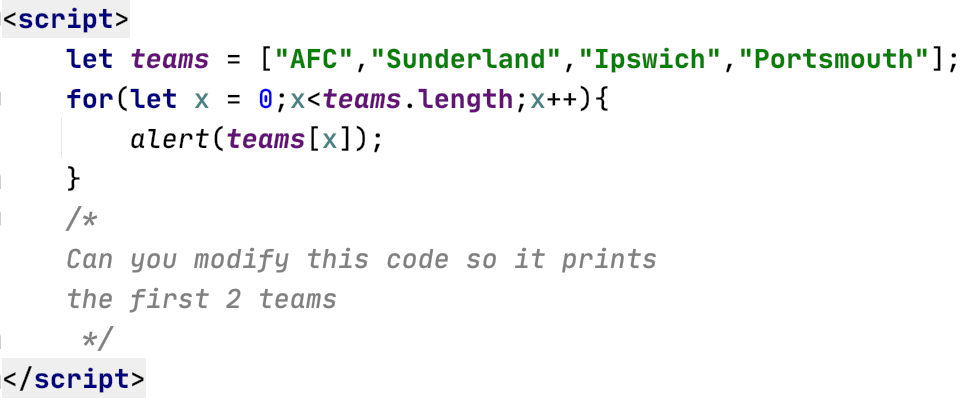 <script>
let teams = ["AFC","Sunderland","Ipswich","Portsmouth"];
for(let x = 0;x<teams.length;x++){
alert(teams[x]);
}
/*
Can you modify this code so it prints
the first 2 teams
*/
</script>